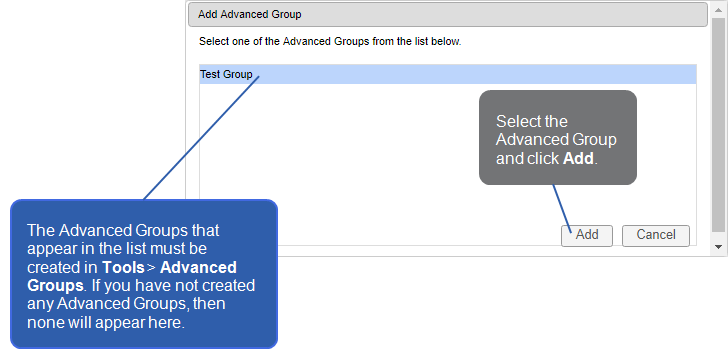 Add Advanced Group
Select one of the Advanced Groups from the list below.
Test Group
Select the
Advanced Group
and click Add.
The Advanced Groups that
appear in the list must be
created in Tools > Advanced
Groups. If you have not created
any Advanced Groups, then
none will appear here.
Add Cancel